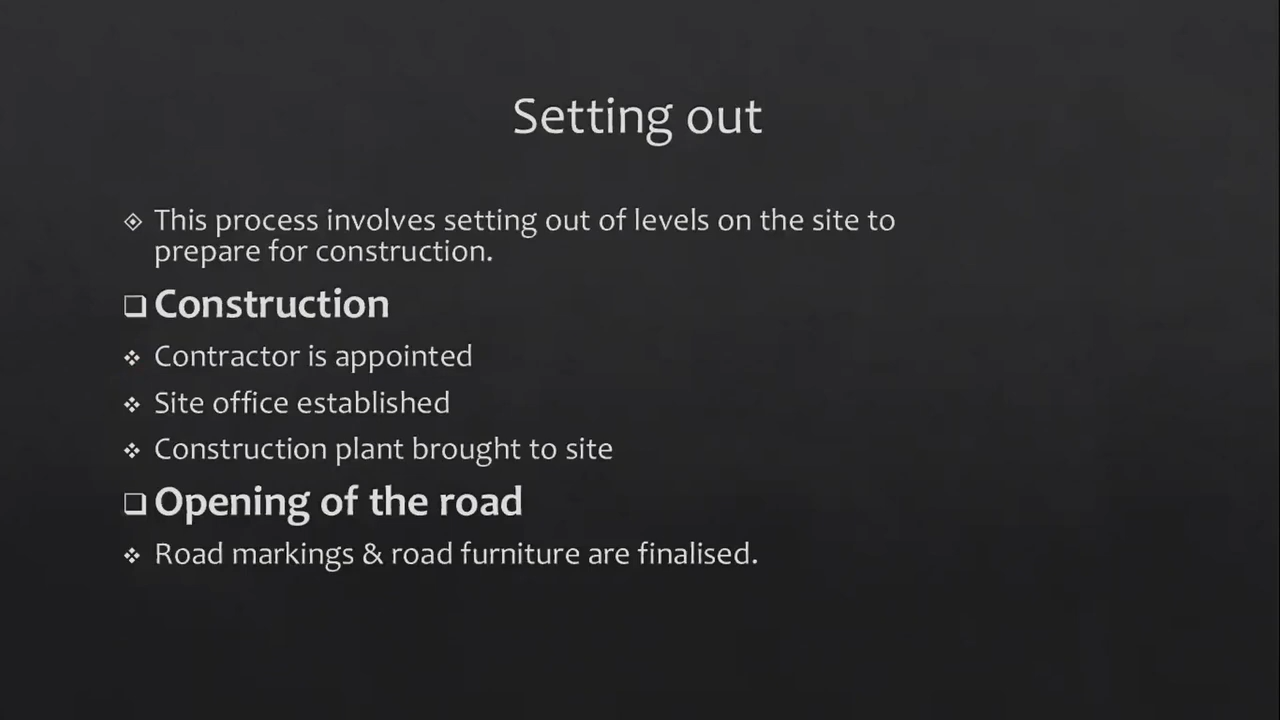 Setting out
This process involves setting out of levels on the site to
prepare for construction.
Construction
Contractor is appointed
Site office established
Construction plant brought to site
Opening of the road
Road markings & road furniture are finalised.